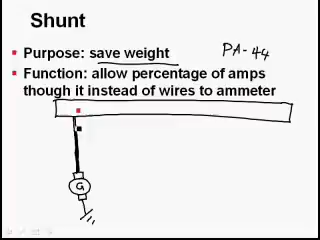 Shunt
Purpose: save weight
PA-44
Function: allow percentage of amps
though it instead of wires to ammeter
G